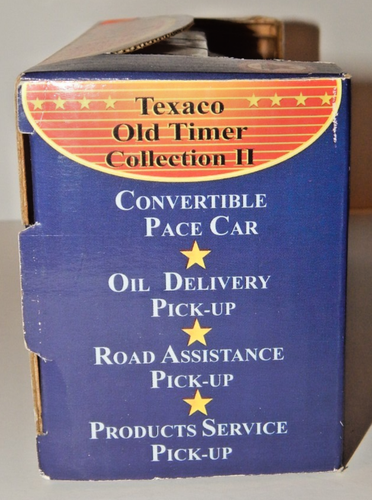 Texaco
Old Timer
Collection II
CONVERTIBLE
PACE CAR
OIL DELIVERY
PICK-UP
ROAD ASSISTANCE
PICK-UP
PRODUCTS SERVICE
PICK-UP